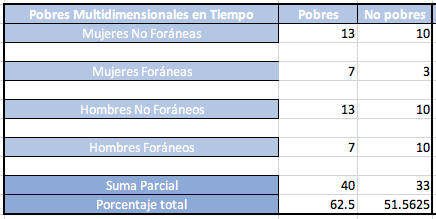 Pobres Multidimensionales en Tiempo Pobres No pobres
Mujeres No Foráneas 13 10
Mujeres Foráneas 7 3
Hombres No Foráneos 13 10
Hombres Foráneos 7 10
Suma Parcial 40 33
Porcentaje total 62.5 51.5625